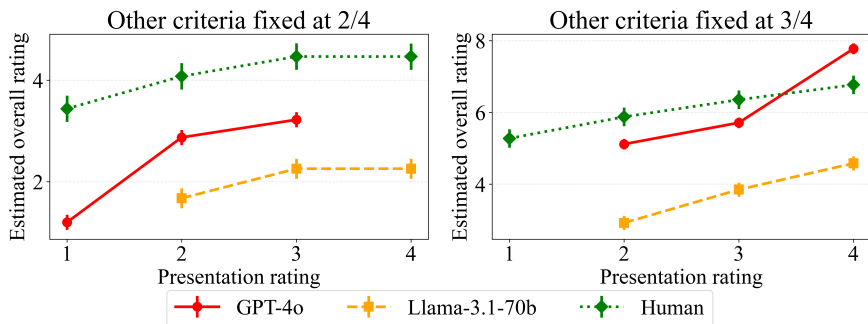 Other criteria fixed at 2/4
Estimated overall rating
4
2
1 2 3 4
Presentation rating
Other criteria fixed at 3/4
Estimated overall rating
8
6
4
1 2 3 4
Presentation rating
GPT-4o Llama-3.1-70b Human